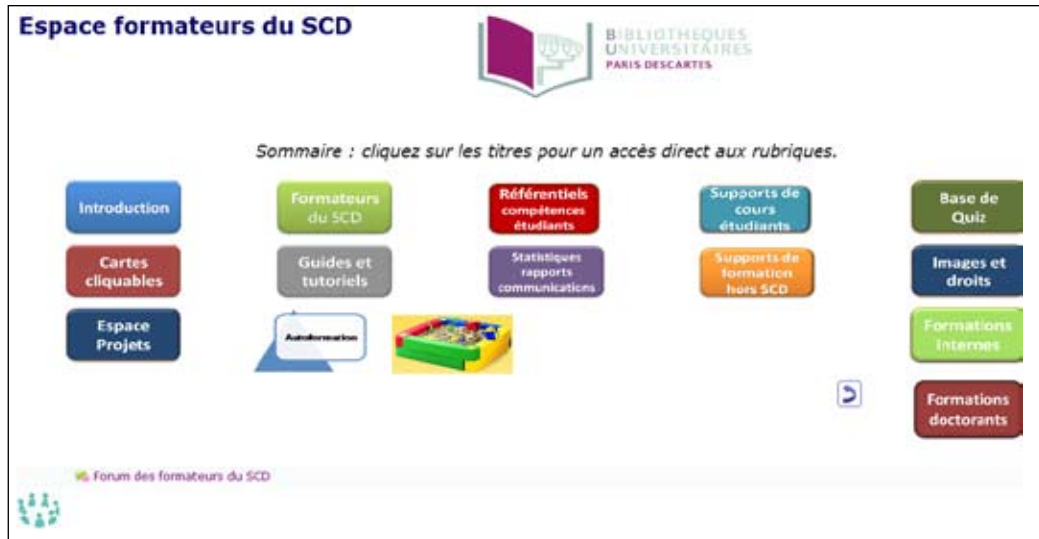 Espace formateurs du SCD
BIBLIOTHEQUES
UNIVERSITAIRES
PARIS DESCARTES
Sommaire : cliquez sur les titres pour un accès direct aux rubriques.
Introduction
Formateurs
du SCD
Référentiels
compétences
étudiants
Supports de
cours
étudiants
Base de
Quiz
Cartes
cliquables
Guides et
tutoriels
Statistiques
rapports
communications
Supports de
formation
hors SCD
Images et
droits
Espace
Projets
Autoformation
Formations
internes
Formations
doctorants
Forum des formateurs du SCD